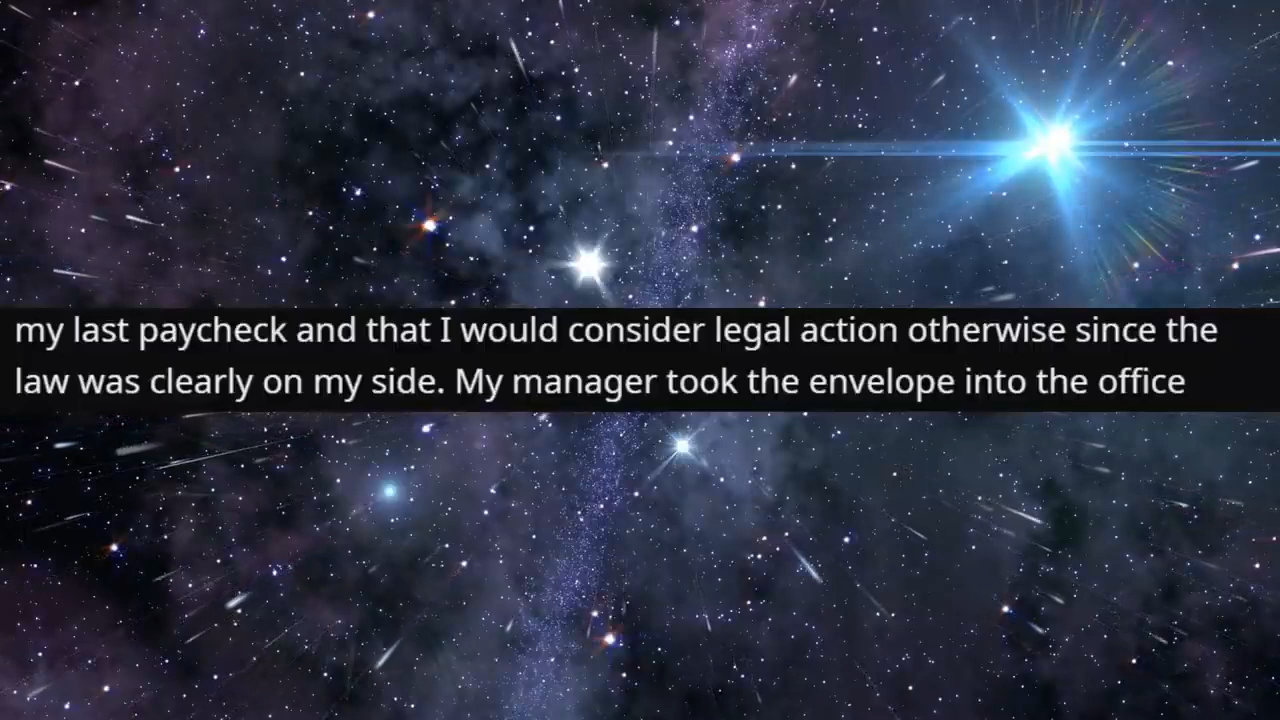 my last paycheck and that I would consider legal action otherwise since the
law was clearly on my side. My manager took the envelope into the office